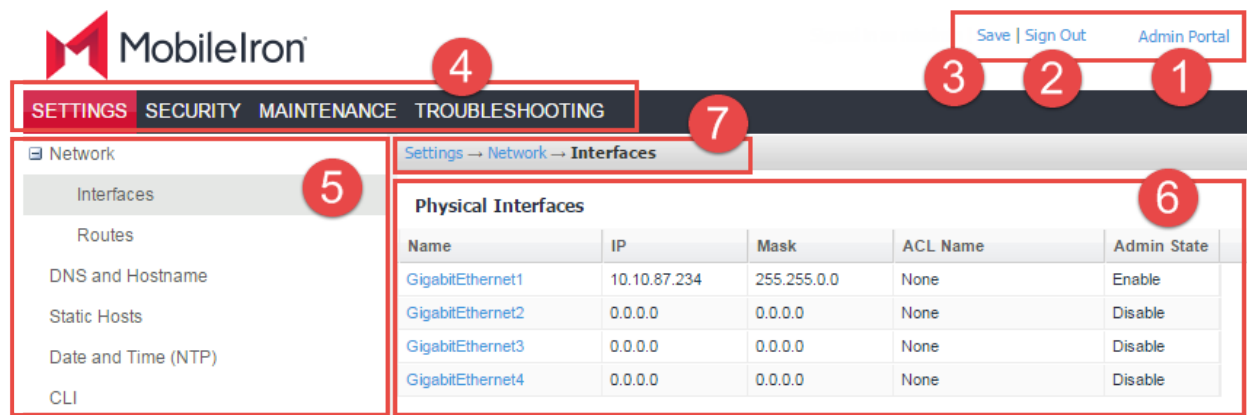 MobileIron
Save | Sign Out Admin Portal
3 2 1
4
SETTINGS SECURITY MAINTENANCE TROUBLESHOOTING
7
Network
Interfaces
Routes
DNS and Hostname
Static Hosts
Date and Time (NTP)
CLI
5
Settings → Network → Interfaces
Physical Interfaces
6
Name IP Mask ACL Name Admin State
GigabitEthernet1 10.10.87.234 255.255.0.0 None Enable
GigabitEthernet2 0.0.0.0 0.0.0.0 None Disable
GigabitEthernet3 0.0.0.0 0.0.0.0 None Disable
GigabitEthernet4 0.0.0.0 0.0.0.0 None Disable